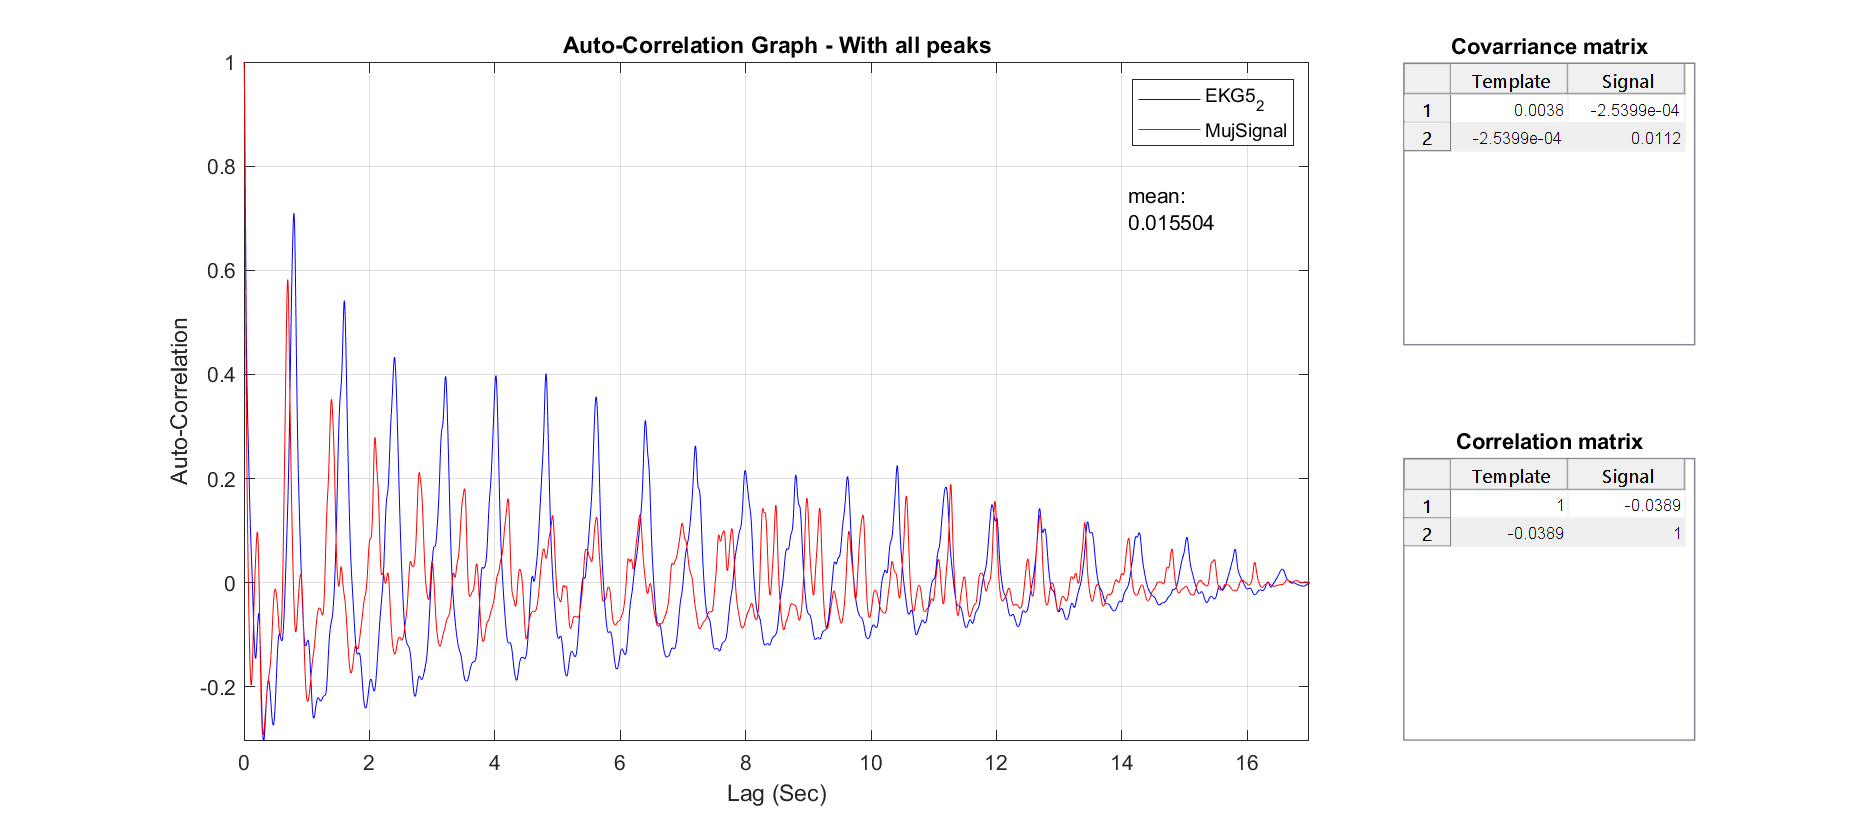 Auto-Correlation Graph - With all peaks
Auto-Correlation
1
0.8
0.6
0.4
0.2
0
-0.2
0 2 4 6 8 10 12 14 16
Lag (Sec)
EKG5₂
MujSignal
mean:
0.015504
Covarriance matrix
Template Signal
1 0.0038 -2.5399e-04
2 -2.5399e-04 0.0112
Correlation matrix
Template Signal
1 1 -0.0389
2 -0.0389 1